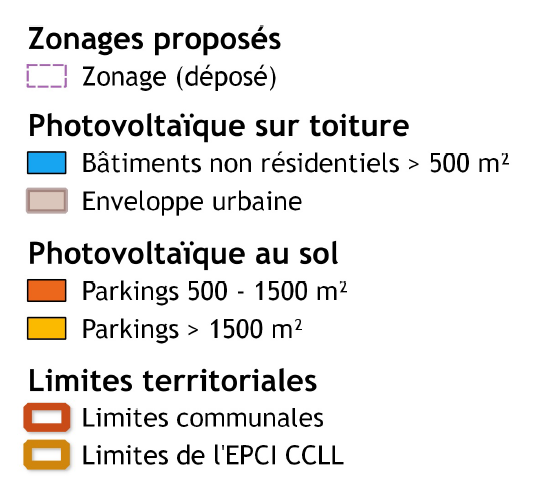 Zonages proposés
Zonage (déposé)
Photovoltaïque sur toiture
Bâtiments non résidentiels > 500 m²
Enveloppe urbaine
Photovoltaïque au sol
Parkings 500 - 1500 m²
Parkings > 1500 m²
Limites territoriales
Limites communales
Limites de l'EPCI CCLL